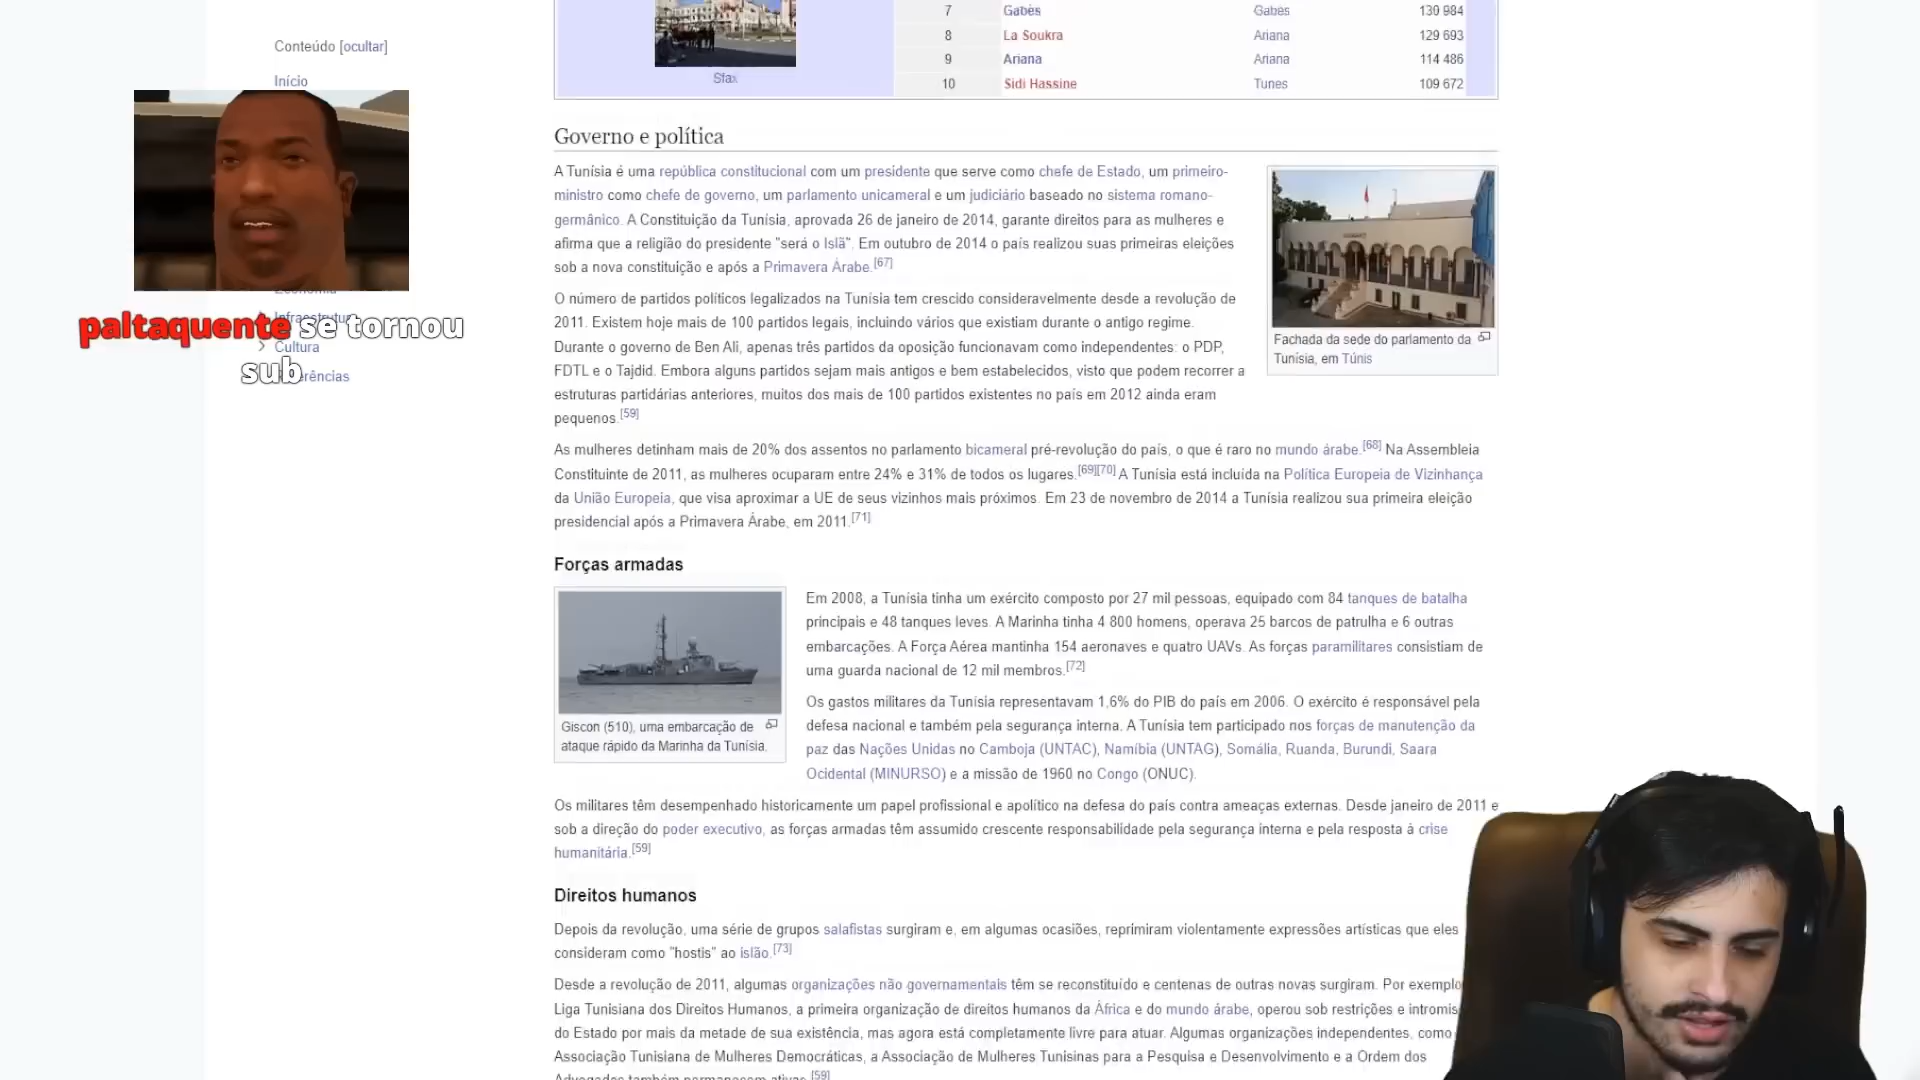 Conteúdo [ocultar]
Início
Infraestrutur
Cultura
erências
paltaquente se tornou
sub
Sfax
7 Gabès Gabès 130 984
8 La Soukra Ariana 129 693
9 Ariana Ariana 114 486
10 Sidi Hassine Tunes 109 672
Governo e política
A Tunísia é uma república constitucional com um presidente que serve como chefe de Estado, um primeiro-
ministro como chefe de governo, um parlamento unicameral e um judiciário baseado no sistema romano-
germânico. A Constituição da Tunísia, aprovada 26 de janeiro de 2014, garante direitos para as mulheres e
afirma que a religião do presidente "será o Islã". Em outubro de 2014 o país realizou suas primeiras eleições
sob a nova constituição e após a Primavera Árabe.[67]
Fachada da sede do parlamento da
Tunísia, em Túnis
O número de partidos políticos legalizados na Tunísia tem crescido consideravelmente desde a revolução de
2011. Existem hoje mais de 100 partidos legais, incluindo vários que existiam durante o antigo regime.
Durante o governo de Ben Ali, apenas três partidos da oposição funcionavam como independentes: o PDP,
FDTL e o Tajdid. Embora alguns partidos sejam mais antigos e bem estabelecidos, visto que podem recorrer a
estruturas partidárias anteriores, muitos dos mais de 100 partidos existentes no país em 2012 ainda eram
pequenos.[59]
As mulheres detinham mais de 20% dos assentos no parlamento bicameral pré-revolução do país, o que é raro no mundo árabe.[68] Na Assembleia
Constituinte de 2011, as mulheres ocuparam entre 24% e 31% de todos os lugares.[69][70] A Tunísia está incluída na Política Europeia de Vizinhança
da União Europeia, que visa aproximar a UE de seus vizinhos mais próximos. Em 23 de novembro de 2014 a Tunísia realizou sua primeira eleição
presidencial após a Primavera Árabe, em 2011.[71]
Forças armadas
Giscon (510), uma embarcação de
ataque rápido da Marinha da Tunísia.
Em 2008, a Tunísia tinha um exército composto por 27 mil pessoas, equipado com 84 tanques de batalha
principais e 48 tanques leves. A Marinha tinha 4 800 homens, operava 25 barcos de patrulha e 6 outras
embarcações. A Força Aérea mantinha 154 aeronaves e quatro UAVs. As forças paramilitares consistiam de
uma guarda nacional de 12 mil membros.[72]
Os gastos militares da Tunísia representavam 1,6% do PIB do país em 2006. O exército é responsável pela
defesa nacional e também pela segurança interna. A Tunísia tem participado nos forças de manutenção da
paz das Nações Unidas no Camboja (UNTAC), Namíbia (UNTAG), Somália, Ruanda, Burundi, Saara
Ocidental (MINURSO) e a missão de 1960 no Congo (ONUC).
Os militares têm desempenhado historicamente um papel profissional e apolítico na defesa do país contra ameaças externas. Desde janeiro de 2011 e
sob a direção do poder executivo, as forças armadas têm assumido crescente responsabilidade pela segurança interna e pela resposta à crise
humanitária.[59]
Direitos humanos
Depois da revolução, uma série de grupos salafistas surgiram e, em algumas ocasiões, reprimiram violentamente expressões artísticas que eles
consideram como "hostis" ao islão.[73]
Desde a revolução de 2011, algumas organizações não governamentais têm se reconstituído e centenas de outras novas surgiram. Por exemplo
Liga Tunisiana dos Direitos Humanos, a primeira organização de direitos humanos da África e do mundo árabe, operou sob restrições e intromis
do Estado por mais da metade de sua existência, mas agora está completamente livre para atuar. Algumas organizações independentes, como
Associação Tunisiana de Mulheres Democráticas, a Associação de Mulheres Tunisinas para a Pesquisa e Desenvolvimento e a Ordem dos
Advogados também permanecem ativas.[59]